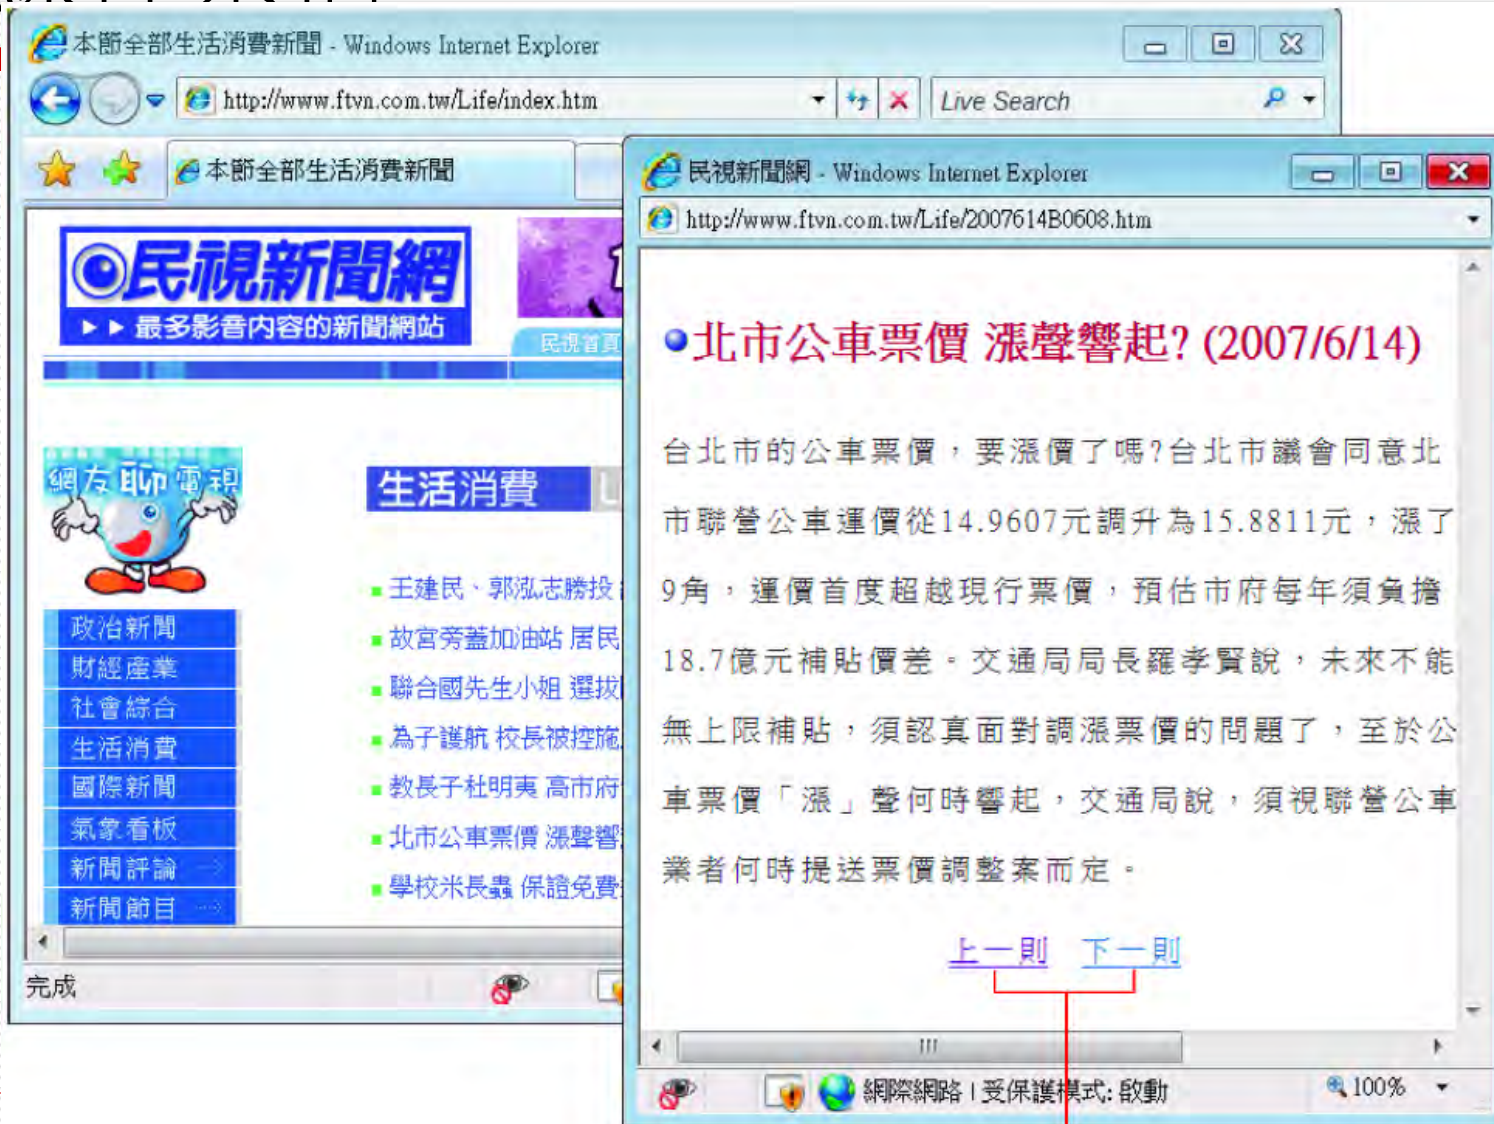 本節全部生活消費新聞 - Windows Internet Explorer
http://www.ftvn.com.tw/Life/index.htm
Live Search
本節全部生活消費新聞
民視新聞網
▶▶最多影音內容的新聞網站
民視首頁
網友聊電視
政治新聞
財經產業
社會綜合
生活消費
國際新聞
氣象看板
新聞評論
新聞節目
生活消費
王建民、郭泓志勝投
故宮旁蓋加油站 居民
聯合國先生小姐 選拔
為子護航 校長被控施
教長子杜明夷 高市府
北市公車票價 漲聲響
學校米長蟲 保證免費
完成
民視新聞網 - Windows Internet Explorer
http://www.ftvn.com.tw/Life/2007614B0608.htm
北市公車票價 漲聲響起? (2007/6/14)
台北市的公車票價，要漲價了嗎?台北市議會同意北
市聯營公車運價從14.9607元調升為15.8811元，漲了
9角，運價首度超越現行票價，預估市府每年須負擔
18.7億元補貼價差。交通局局長羅孝賢說，未來不能
無上限補貼，須認真面對調漲票價的問題了，至於公
車票價「漲」聲何時響起，交通局說，須視聯營公車
業者何時提送票價調整案而定。
上一則 下一則
網際網路 | 受保護模式: 啟動
100%